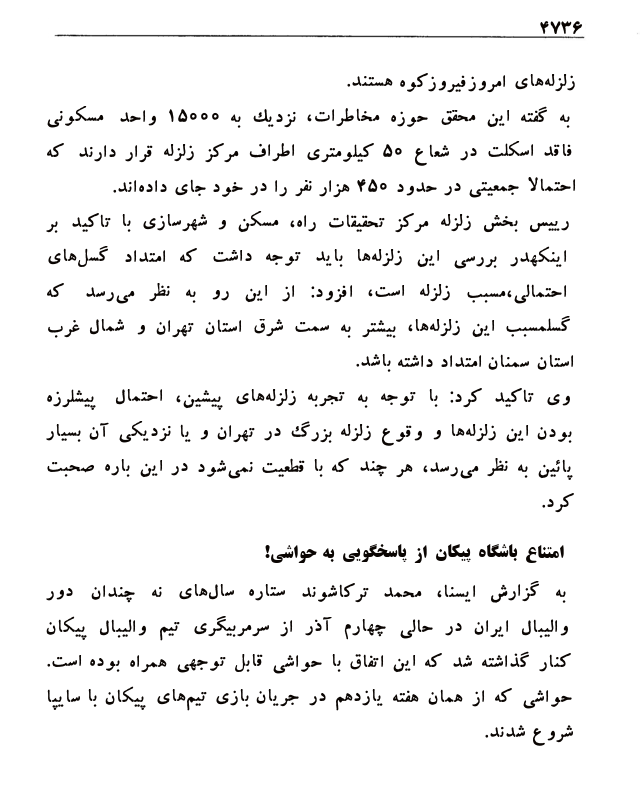 ۴۷۳۶
زلزله‌های امروزفیروزکوه هستند.
به گفته این محقق حوزه مخاطرات، نزدیك به ۱۵۰۰۰ واحد مسکونی
فاقد اسکلت در شعاع ۵۰ کیلومتری اطراف مرکز زلزله قرار دارند که
احتمالا جمعیتی در حدود ۴۵۰ هزار نفر را در خود جای داده‌اند.
رییس بخش زلزله مرکز تحقیقات راه، مسکن و شهرسازی با تاکید بر
اینکهدر بررسی این زلزله‌ها باید توجه داشت که امتداد گسل‌های
احتمالی،مسبب زلزله است، افزود: از این رو به نظر می‌رسد که
گسلمسبب این زلزله‌ها، بیشتر به سمت شرق استان تهران و شمال غرب
استان سمنان امتداد داشته باشد.
وی تاکید کرد: با توجه به تجربه زلزله‌های پیشین، احتمال پیشلرزه
بودن این زلزله‌ها و وقوع زلزله بزرگ در تهران و یا نزدیکی آن بسیار
پائین به نظر می‌رسد، هر چند که با قطعیت نمی‌شود در این باره صحبت
کرد.
امتناع باشگاه پیکان از پاسخگویی به حواشی!
به گزارش ایسنا، محمد ترکاشوند ستاره سال‌های نه چندان دور
والیبال ایران در حالی چهارم آذر از سرمربیگری تیم والیبال پیکان
کنار گذاشته شد که این اتفاق با حواشی قابل توجهی همراه بوده است.
حواشی که از همان هفته یازدهم در جریان بازی تیم‌های پیکان با سایپا
شروع شدند.